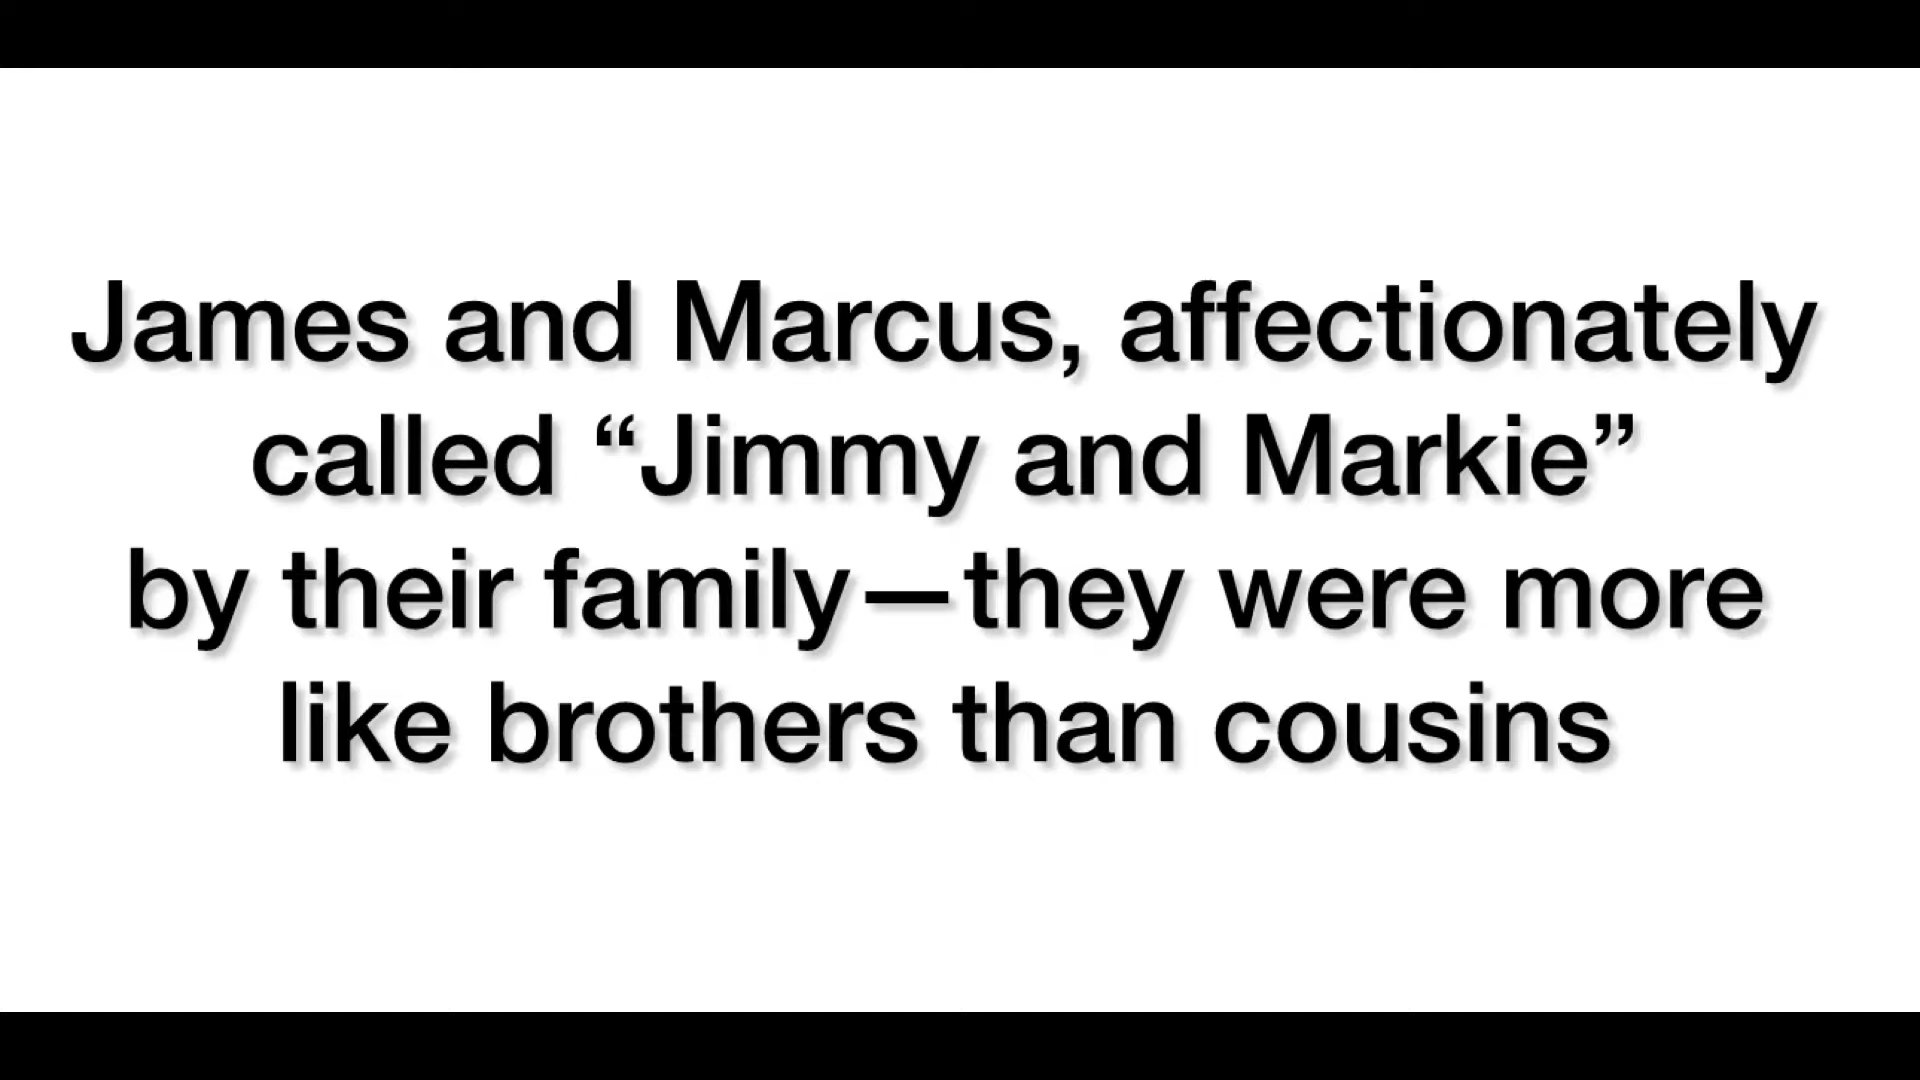 James and Marcus, affectionately
called “Jimmy and Markie”
by their family—they were more
like brothers than cousins